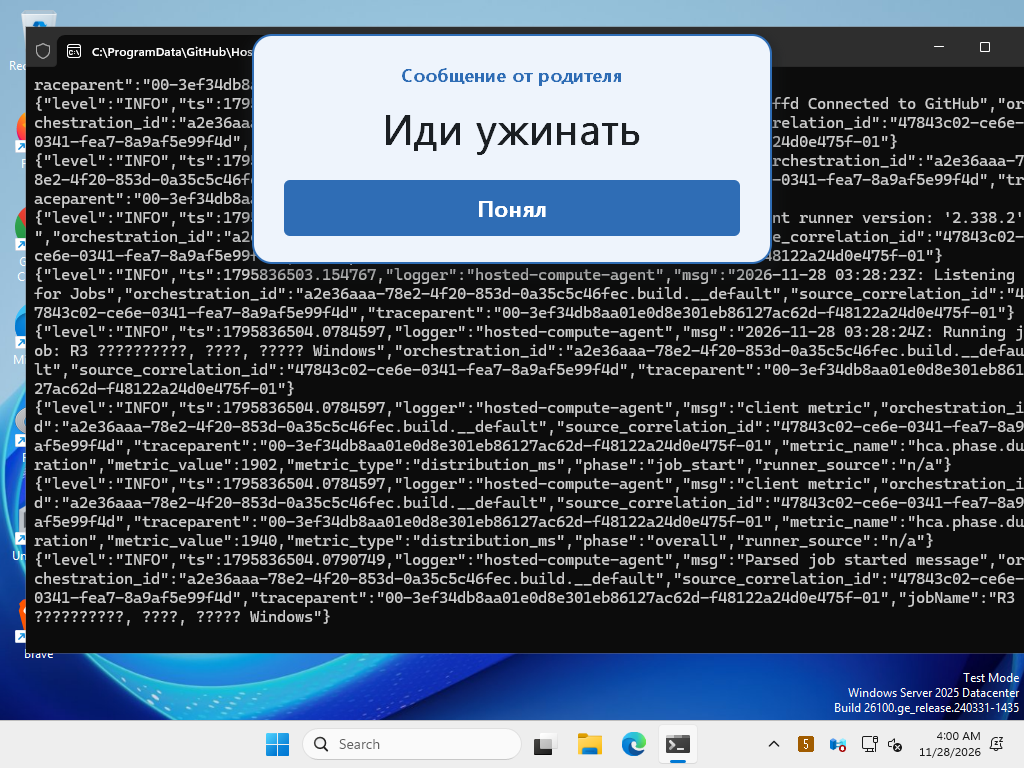 C:\ProgramData\GitHub\Hos
Сообщение от родителя
Иди ужинать
Понял
raceparent":"00-3ef34db8a
{"level":"INFO","ts":1795 ffd Connected to GitHub","or
chestration_id":"a2e36aaa relation_id":"47843c02-ce6e-
0341-fea7-8a9af5e99f4d", 24d0e475f-01"}
{"level":"INFO","ts":1795 rchestration_id":"a2e36aaa-7
8e2-4f20-853d-0a35c5c46f -0341-fea7-8a9af5e99f4d","tr
aceparent":"00-3ef34db8aa
{"level":"INFO","ts":1795 nt runner version: '2.338.2'
","orchestration_id":"a2 e_correlation_id":"47843c02-
ce6e-0341-fea7-8a9af5e99f 48122a24d0e475f-01"}
{"level":"INFO","ts":1795836503.154767,"logger":"hosted-compute-agent","msg":"2026-11-28 03:28:23Z: Listening
for Jobs","orchestration_id":"a2e36aaa-78e2-4f20-853d-0a35c5c46fec.build.__default","source_correlation_id":"4
7843c02-ce6e-0341-fea7-8a9af5e99f4d","traceparent":"00-3ef34db8aa01e0d8e301eb86127ac62d-f48122a24d0e475f-01"}
{"level":"INFO","ts":1795836504.0784597,"logger":"hosted-compute-agent","msg":"2026-11-28 03:28:24Z: Running j
ob: R3 ??????????, ????, ????? Windows","orchestration_id":"a2e36aaa-78e2-4f20-853d-0a35c5c46fec.build.__defau
lt","source_correlation_id":"47843c02-ce6e-0341-fea7-8a9af5e99f4d","traceparent":"00-3ef34db8aa01e0d8e301eb861
27ac62d-f48122a24d0e475f-01"}
{"level":"INFO","ts":1795836504.0784597,"logger":"hosted-compute-agent","msg":"client metric","orchestration_i
d":"a2e36aaa-78e2-4f20-853d-0a35c5c46fec.build.__default","source_correlation_id":"47843c02-ce6e-0341-fea7-8a9
af5e99f4d","traceparent":"00-3ef34db8aa01e0d8e301eb86127ac62d-f48122a24d0e475f-01","metric_name":"hca.phase.du
ration","metric_value":1902,"metric_type":"distribution_ms","phase":"job_start","runner_source":"n/a"}
{"level":"INFO","ts":1795836504.0784597,"logger":"hosted-compute-agent","msg":"client metric","orchestration_i
d":"a2e36aaa-78e2-4f20-853d-0a35c5c46fec.build.__default","source_correlation_id":"47843c02-ce6e-0341-fea7-8a9
af5e99f4d","traceparent":"00-3ef34db8aa01e0d8e301eb86127ac62d-f48122a24d0e475f-01","metric_name":"hca.phase.du
ration","metric_value":1940,"metric_type":"distribution_ms","phase":"overall","runner_source":"n/a"}
{"level":"INFO","ts":1795836504.0790749,"logger":"hosted-compute-agent","msg":"Parsed job started message","or
chestration_id":"a2e36aaa-78e2-4f20-853d-0a35c5c46fec.build.__default","source_correlation_id":"47843c02-ce6e-
0341-fea7-8a9af5e99f4d","traceparent":"00-3ef34db8aa01e0d8e301eb86127ac62d-f48122a24d0e475f-01","jobName":"R3
??????????, ????, ????? Windows"}
Brave
Test Mode
Windows Server 2025 Datacenter
Build 26100.ge_release.240331-1435
Search
5
4:00 AM
11/28/2026